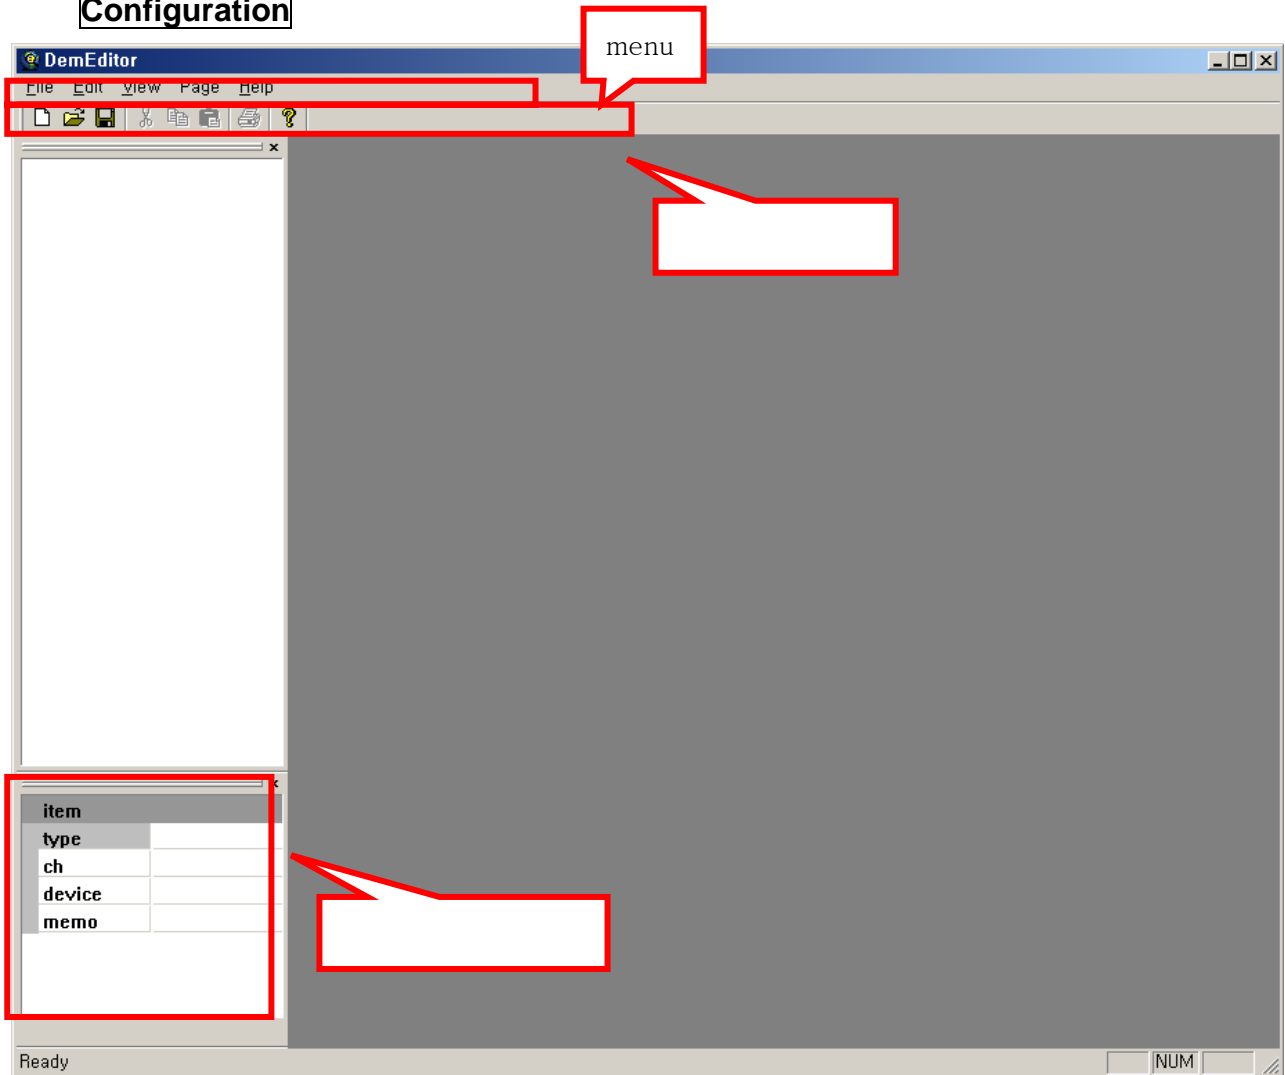 Configuration
menu
DemEditor
File Edit View Page Help
item
type
ch
device
memo
Ready
NUM